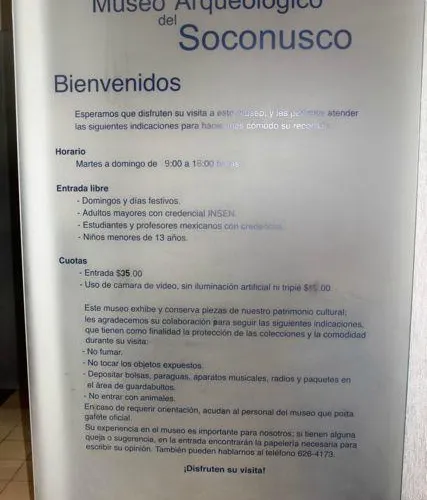 Museo Arqueológico
del
Soconusco
Bienvenidos
Esperamos que disfruten su visita a este museo, y les atender
las siguientes indicaciones para hacer más cómodo su recorrido.
Horario
Martes a domingo de 9:00 a 18:00
Entrada libre
- Domingos y días festivos.
- Adultos mayores con credencial INSEN.
- Estudiantes y profesores mexicanos con credencial.
- Niños menores de 13 años.
Cuotas
- Entrada $35.00
- Uso de cámara de video, sin iluminación artificial ni tripie
Este museo exhibe y conserva piezas de nuestro patrimonio cultural;
les agradecemos su colaboración para seguir las siguientes indicaciones,
que tienen como finalidad la protección de las colecciones y la comodidad
durante su visita:
- No fumar.
- No tocar los objetos expuestos.
- Depositar bolsas, paraguas, aparatos musicales, radios y paquetes en
el área de guardabultos.
- No entrar con animales.
En caso de requerir orientación, acudan al personal del museo que porta
gafete oficial.
Su experiencia en el museo es importante para nosotros; si tienen alguna
queja o sugerencia, en la entrada encontrarán la papelería necesaria para
escribir su opinión. También pueden hablarnos al teléfono 626-4173.
¡Disfruten su visita!